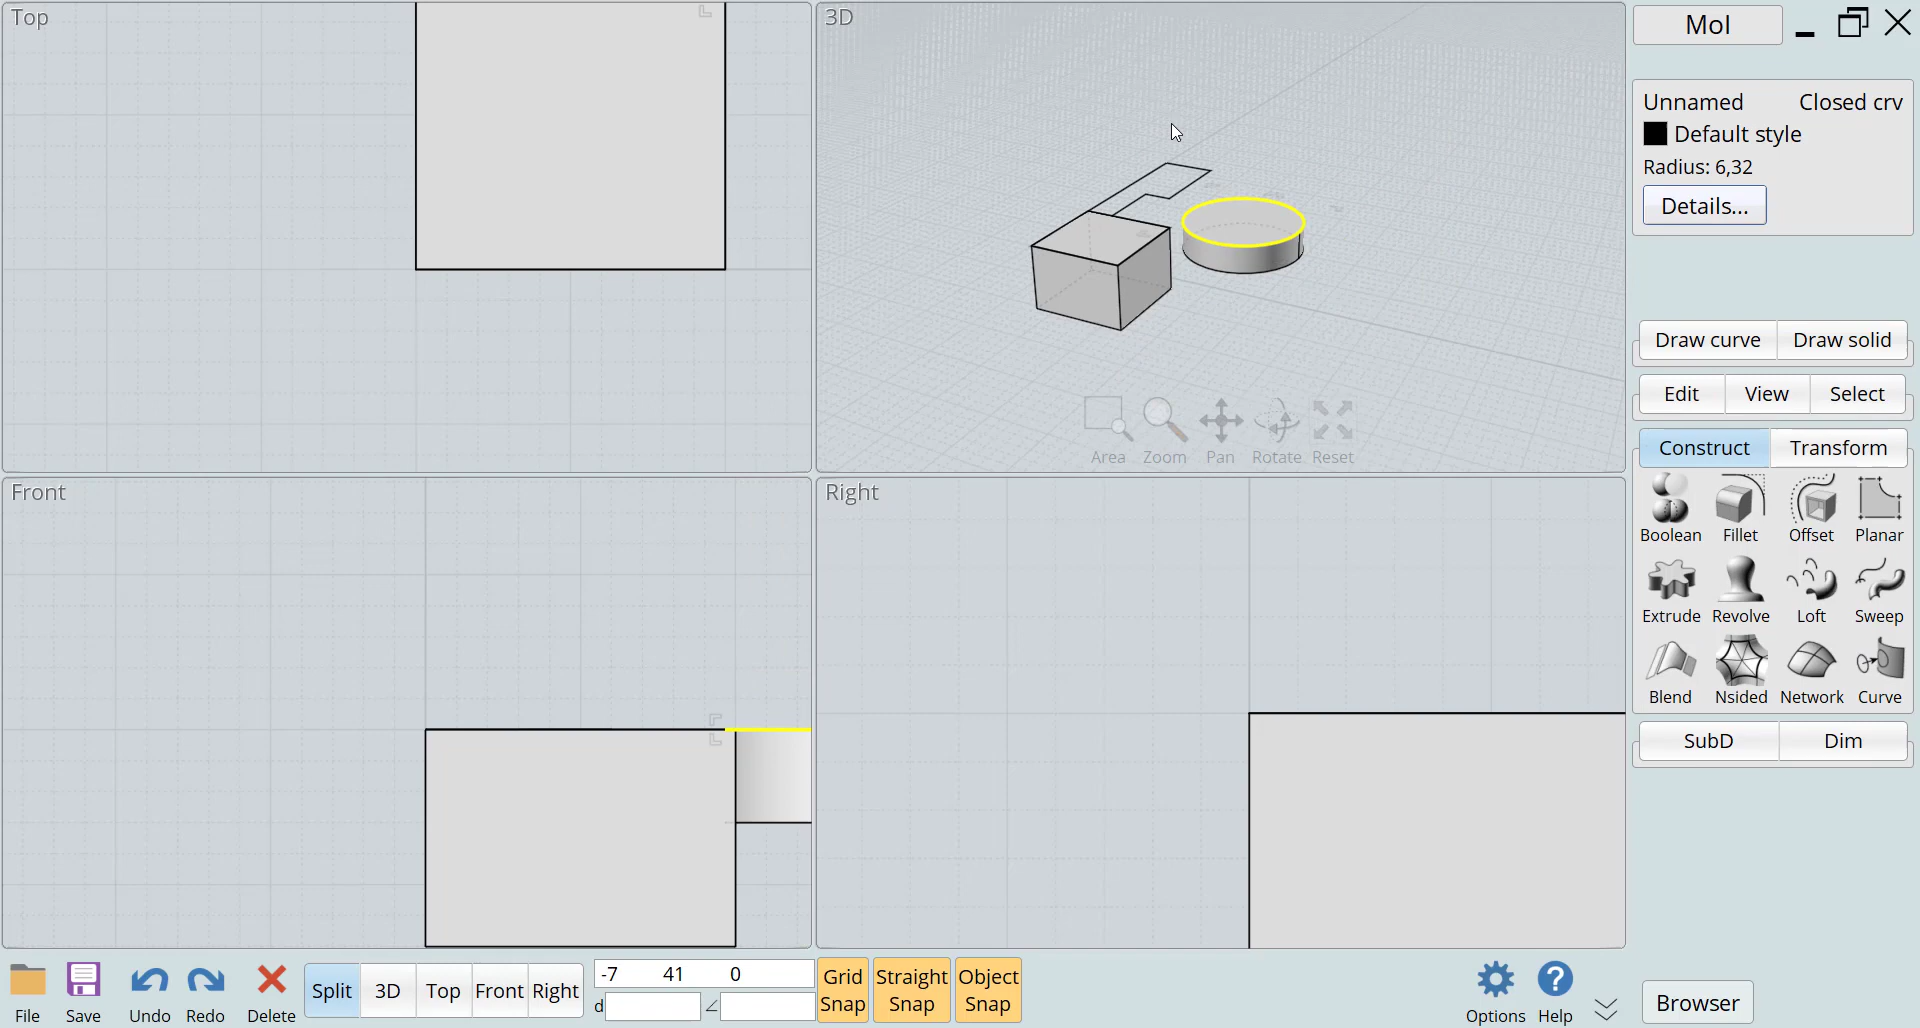 Top
3D
MoI
Unnamed Closed crv
Default style
Radius: 6,32
Details...
Draw curve Draw solid
Edit View Select
Construct Transform
Boolean Fillet Offset Planar
Extrude Revolve Loft Sweep
Blend Nsided Network Curve
SubD Dim
Area Zoom Pan Rotate Reset
Front
Right
File Save Undo Redo Delete
Split 3D Top Front Right
-7 41 0
d ∠
Grid Snap
Straight Snap
Object Snap
Options Help
Browser